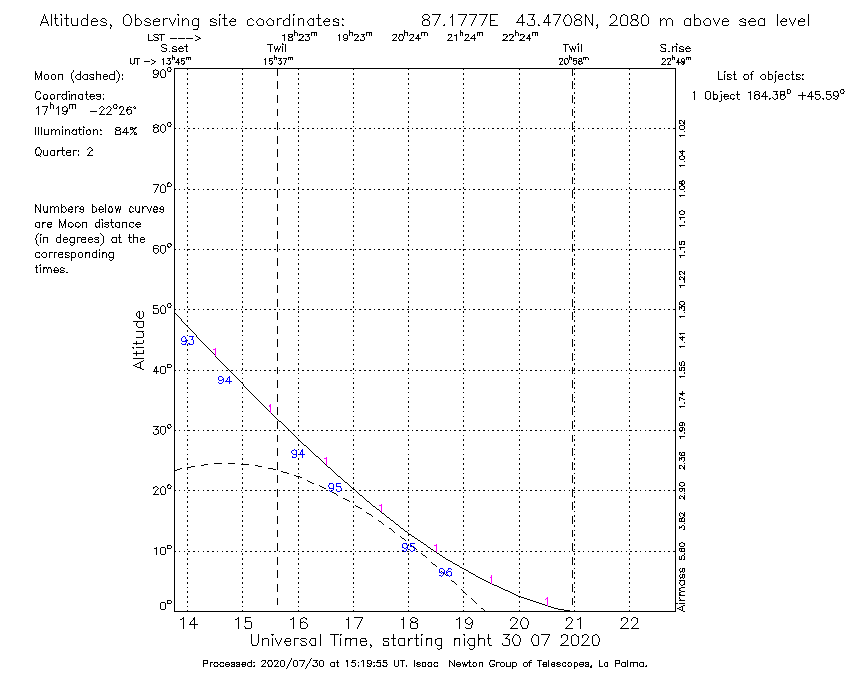 Altitudes, Observing site coordinates: 87.1777E 43.4708N, 2080 m above sea level
LST ---> 18h23m 19h23m 20h24m 21h24m 22h24m
S.set Twil Twil S.rise
UT -> 13h45m 15h37m 20h58m 22h49m
Moon (dashed):
Coordinates:
17h19m -22°26'
Illumination: 84%
Quarter: 2
Numbers below curves
are Moon distance
(in degrees) at the
corresponding
times.
List of objects:
1 Object 184.38° +45.59°
90°
80°
70°
60°
50°
40°
30°
20°
10°
0°
Altitude
1.02
1.04
1.06
1.10
1.15
1.22
1.30
1.41
1.55
1.74
1.99
2.36
2.90
3.82
5.60
Airmass
93
1
94
1
94
1
95
1
95
1
96
1
1
14 15 16 17 18 19 20 21 22
Universal Time, starting night 30 07 2020
Processed: 2020/07/30 at 15:19:55 UT. Isaac Newton Group of Telescopes, La Palma.